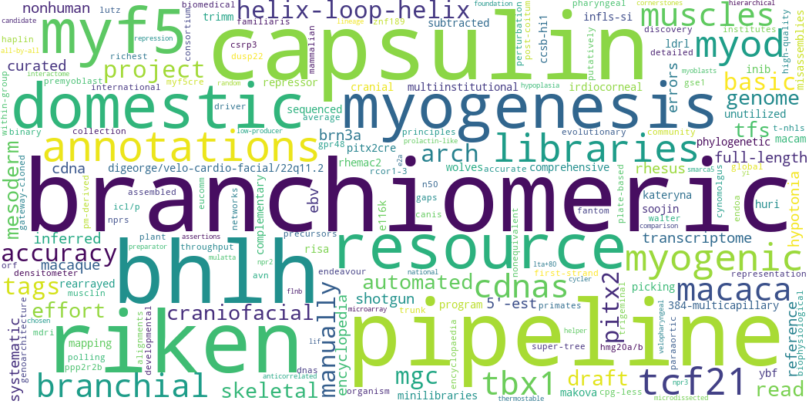 nonhuman lutz biomedical familiaris helix-loop-helix pharyngeal candidate lineage znf189 foundation cornerstones hierarchical
all-by-all consortium haplin trimm subtracted ccsb-hi1 perturbations post-coitum muscles discovery institutes detailed
myf5 capsulin csrp3 mammalian infls-si putatively ldrl high-quality assemblies
curated repression dusp22 inib.
within-group project premyoblast myf5cre repressor cranial multiinstitutional irdiocorneal myod gse1 random hypoplasia myoblasts
interactome international basic errors
binary domestic driver sequenced average myogenesis evolutionary community genome unutilized
collection low-producer gpr48 prolactin-like principles tfs t-nhls macam
mesoderm annotations brn3a pitx2cre rhemac2 arch libraries phylogenetic full-length
cdna digeorge/velo-cardio-facial/22q11.2 rcor1-3 e2a wolves accurate comprehensive rhesus globai smarca5
gateway-cloned pm-derived assembled eucomm ebv n50 gaps canis plate-based kateryna soojin walter comparison cynomolgus endoa huri
branchiomeric
icl/p nprs networks complementary precursors fantom
inferred plant assertions throughput npr2 risa e116k resource nonequivalent transcriptome representation
accuracy preparator bhlh endeavour lta+80 first-strand myogenic
macaque densitometer mulatta avn automated cdnas national cycler pitx2 macaca
orf tags rearrayed musclin flnb manually shotgun program 5'-est primates picking 384-multicapillary
effort craniofacial microarray encyclopedia trunk encyclopaedia helper trigeminal hmg20a/b reference biophysiological
systematic genoarchitecture chosen mapping polling riken alignments developmental lif pipeline velopharyngeal paraaortic
mdri ppp2r2b dnas organism mgc super-tree tbx1 draft ybf
branchial skeletal anticorrelated minilibraries thermostable makova cpg-less microdissected tcf21 npr3 read
hypotonia